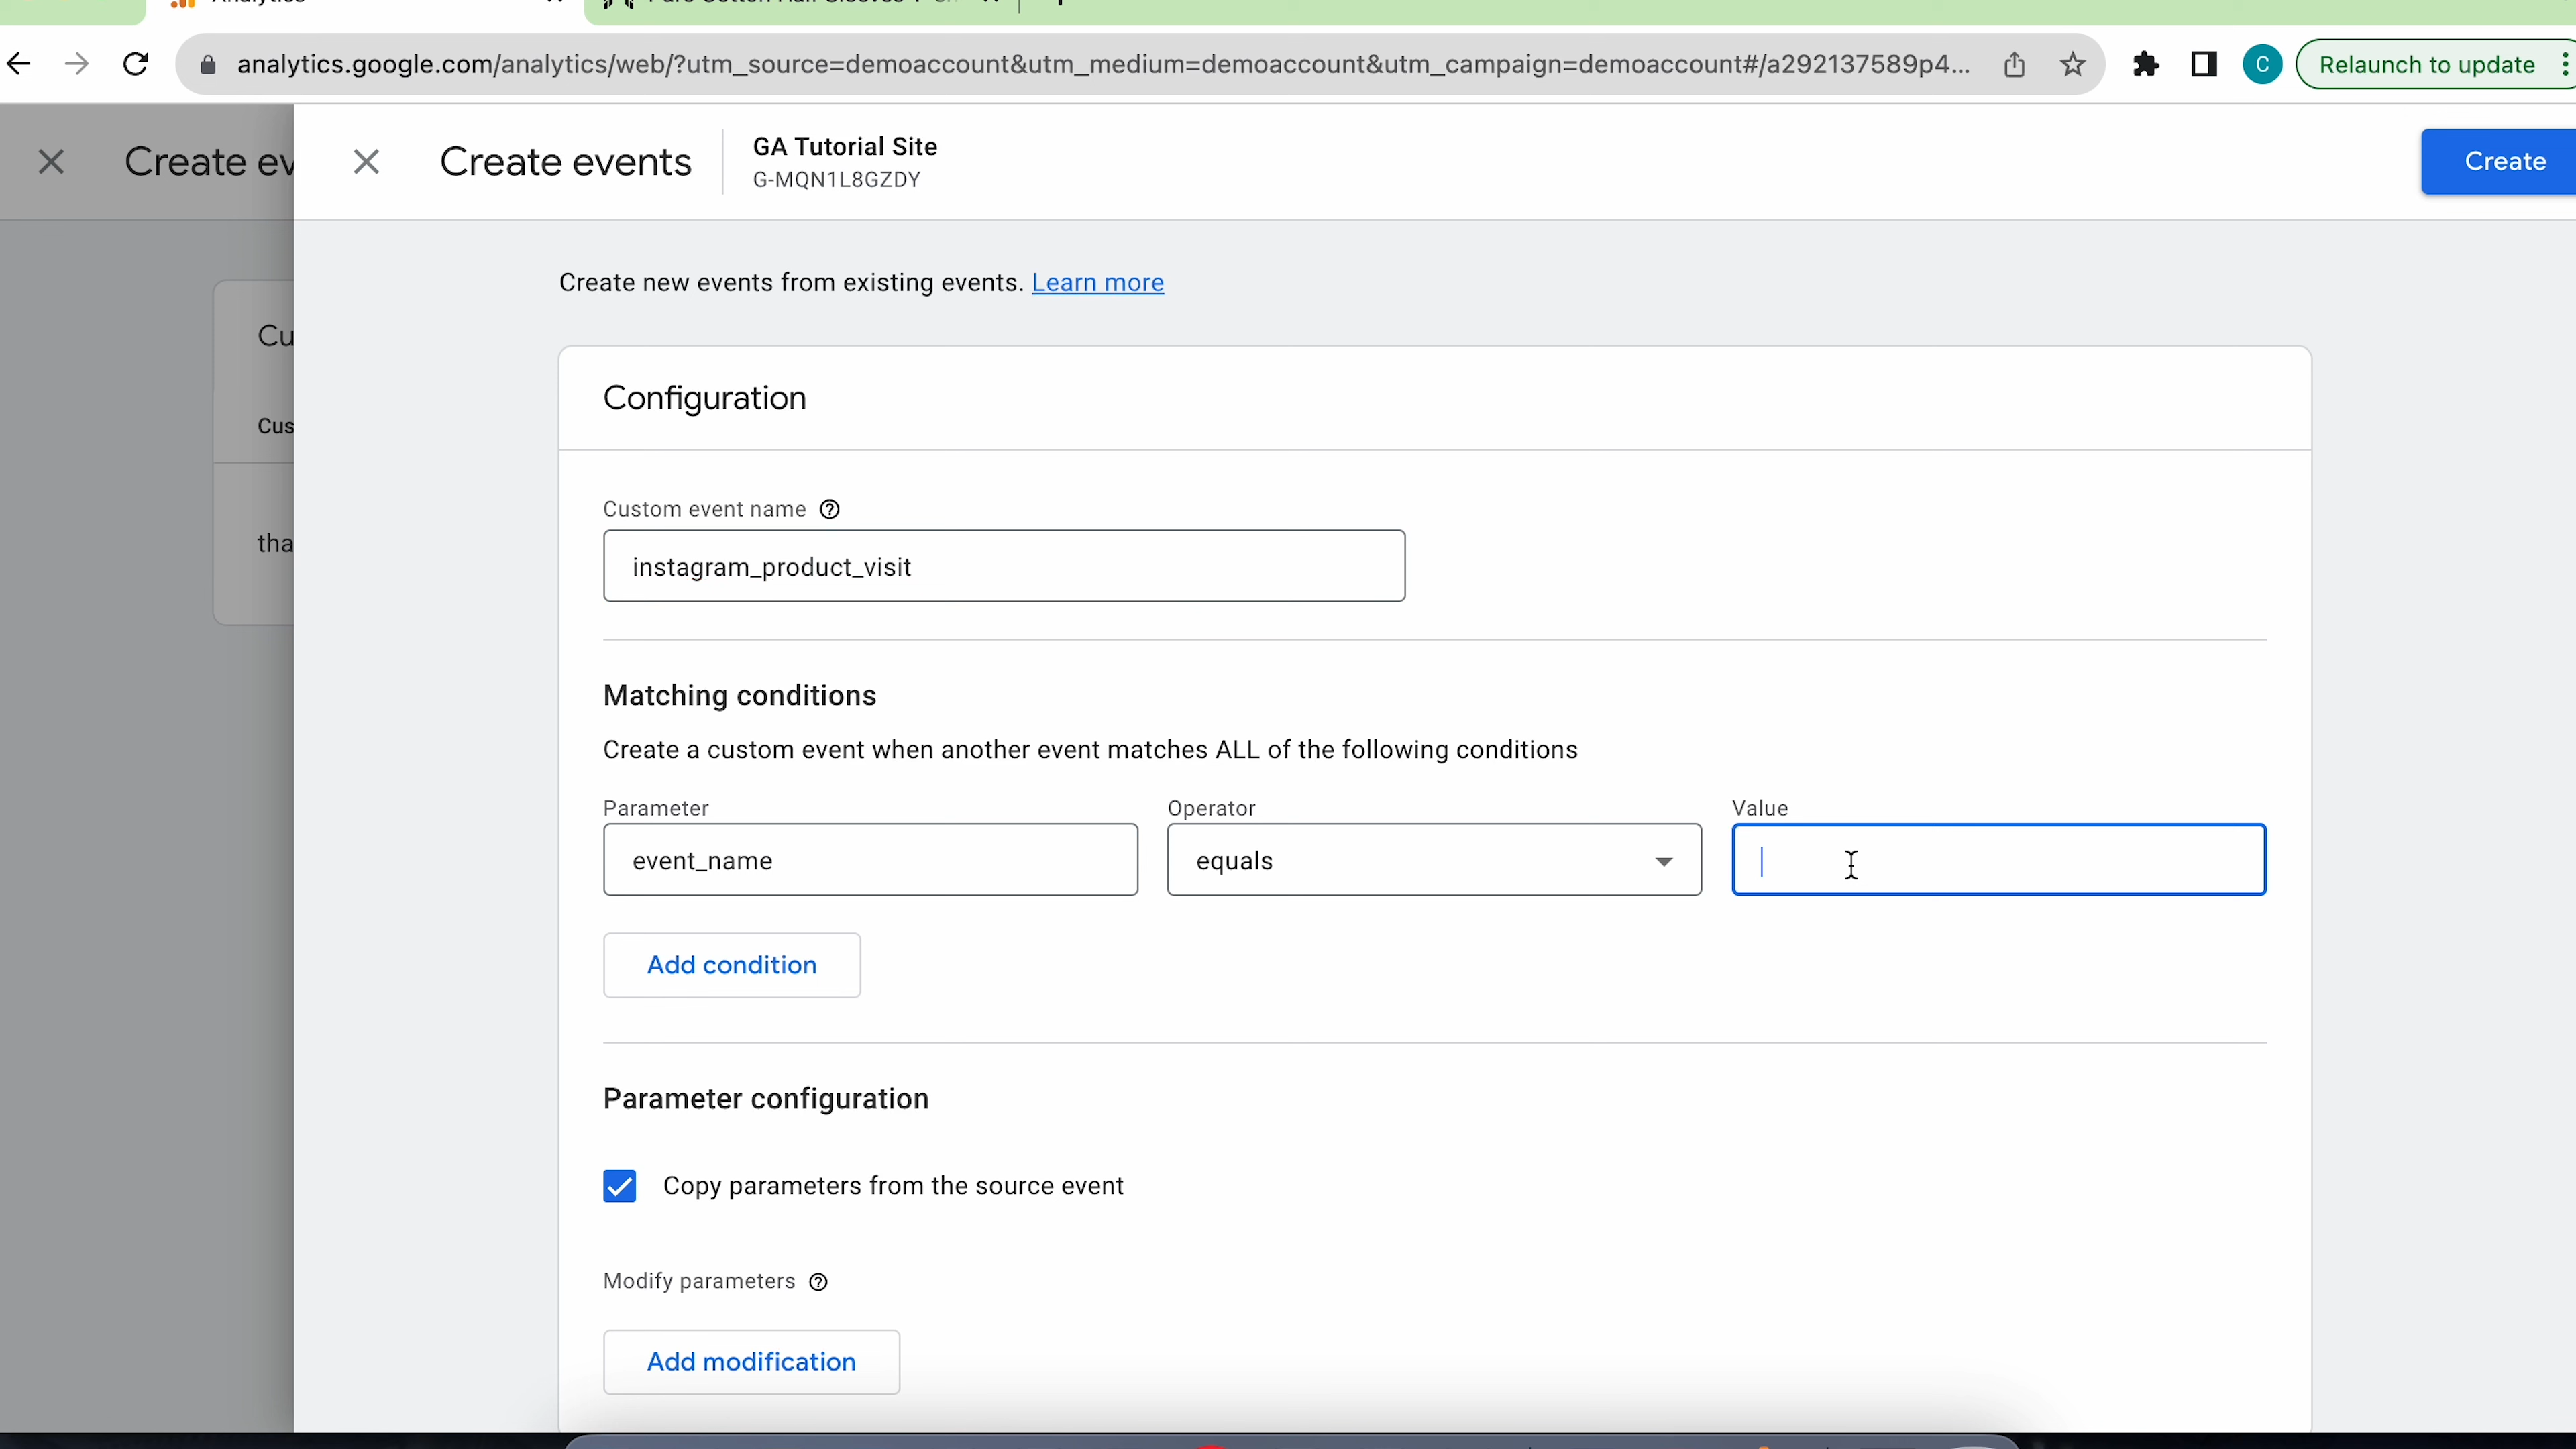 analytics.google.com/analytics/web/?utm_source=demoaccount&utm_medium=demoaccount&utm_campaign=demoaccount#/a292137589p4...
C
Relaunch to update
Create ev
Create events
GA Tutorial Site
G-MQN1L8GZDY
Create
Create new events from existing events. Learn more
Cu
Configuration
Cus
Custom event name
instagram_product_visit
tha
Matching conditions
Create a custom event when another event matches ALL of the following conditions
Parameter
Operator
Value
event_name
equals
Add condition
Parameter configuration
Copy parameters from the source event
Modify parameters
Add modification